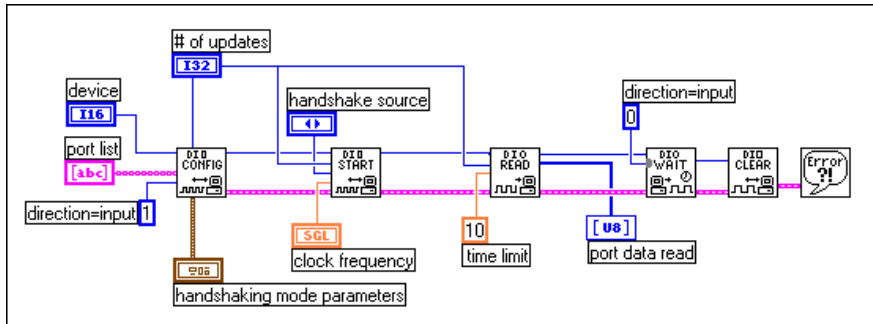 # of updates
I32
device
I16
handshake source
direction=input
0
port list
[abc]
DIO
CONFIG
DIO
START
DIO
READ
DIO
WAIT
DIO
CLEAR
Error
?!
direction=input
1
SGL
10
[U8]
clock frequency
time limit
port data read
handshaking mode parameters